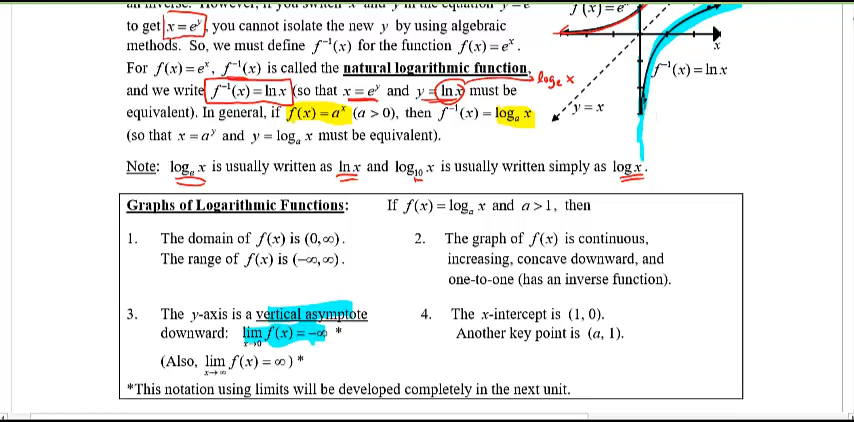 to get x = e^y, you cannot isolate the new y by using algebraic
methods. So, we must define f⁻¹(x) for the function f(x) = e^x.
For f(x) = e^x, f⁻¹(x) is called the natural logarithmic function,
and we write f⁻¹(x) = ln x (so that x = e^y and y = ln x must be
equivalent). In general, if f(x) = a^x (a > 0), then f⁻¹(x) = log_a x
(so that x = a^y and y = log_a x must be equivalent).
log_e x
f(x) = e^x
x
f⁻¹(x) = ln x
y = x
Note: log_e x is usually written as ln x and log_10 x is usually written simply as log x.
Graphs of Logarithmic Functions: If f(x) = log_a x and a > 1, then
1. The domain of f(x) is (0, ∞).
The range of f(x) is (−∞, ∞).
2. The graph of f(x) is continuous,
increasing, concave downward, and
one-to-one (has an inverse function).
3. The y-axis is a vertical asymptote
downward: lim x→0 f(x) = −∞ *
(Also, lim x→∞ f(x) = ∞) *
4. The x-intercept is (1, 0).
Another key point is (a, 1).
*This notation using limits will be developed completely in the next unit.